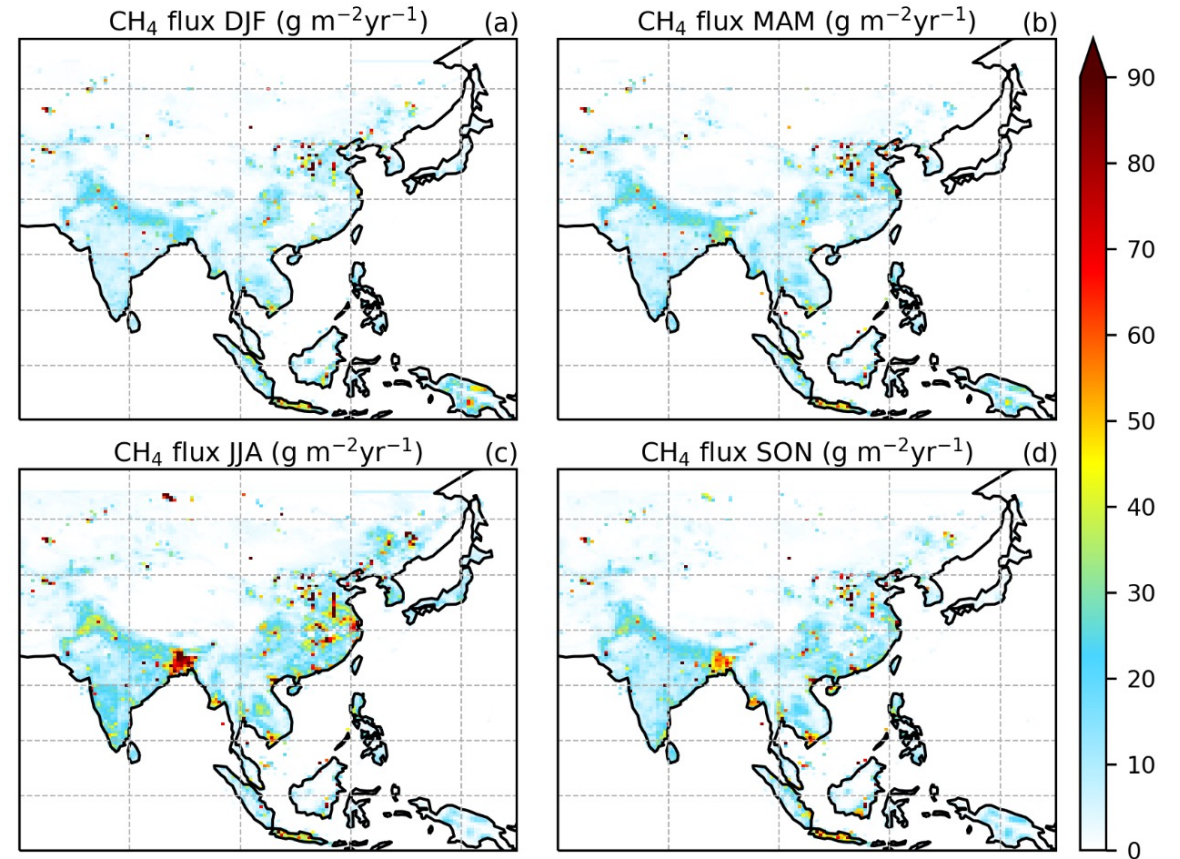 CH₄ flux DJF (g m⁻²yr⁻¹) (a)
CH₄ flux MAM (g m⁻²yr⁻¹) (b)
CH₄ flux JJA (g m⁻²yr⁻¹) (c)
CH₄ flux SON (g m⁻²yr⁻¹) (d)
90
80
70
60
50
40
30
20
10
0